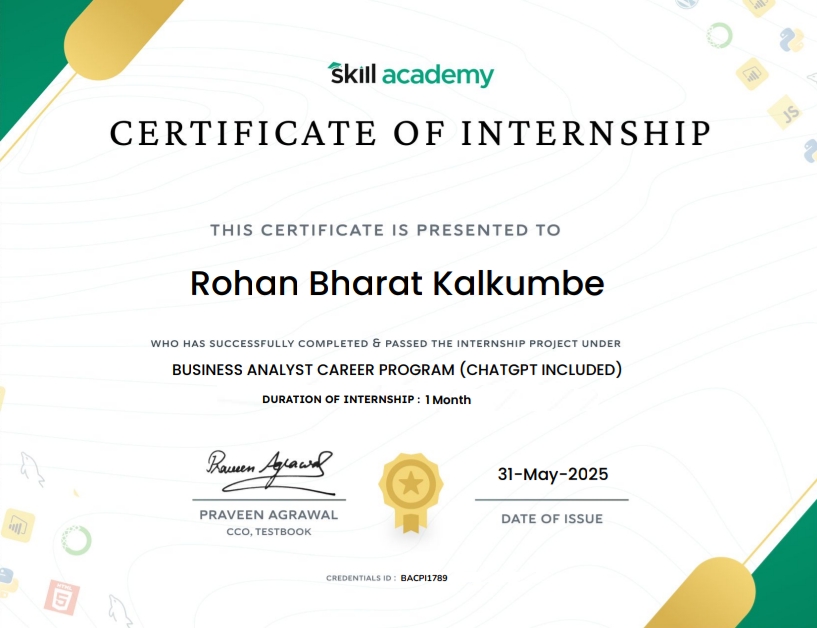 skill academy
CERTIFICATE OF INTERNSHIP
THIS CERTIFICATE IS PRESENTED TO
Rohan Bharat Kalkumbe
WHO HAS SUCCESSFULLY COMPLETED & PASSED THE INTERNSHIP PROJECT UNDER
BUSINESS ANALYST CAREER PROGRAM (CHATGPT INCLUDED)
DURATION OF INTERNSHIP : 1 Month
Praveen Agrawal
31-May-2025
PRAVEEN AGRAWAL
DATE OF ISSUE
CCO, TESTBOOK
CREDENTIALS ID : BACPI1789
JS
HTML
5